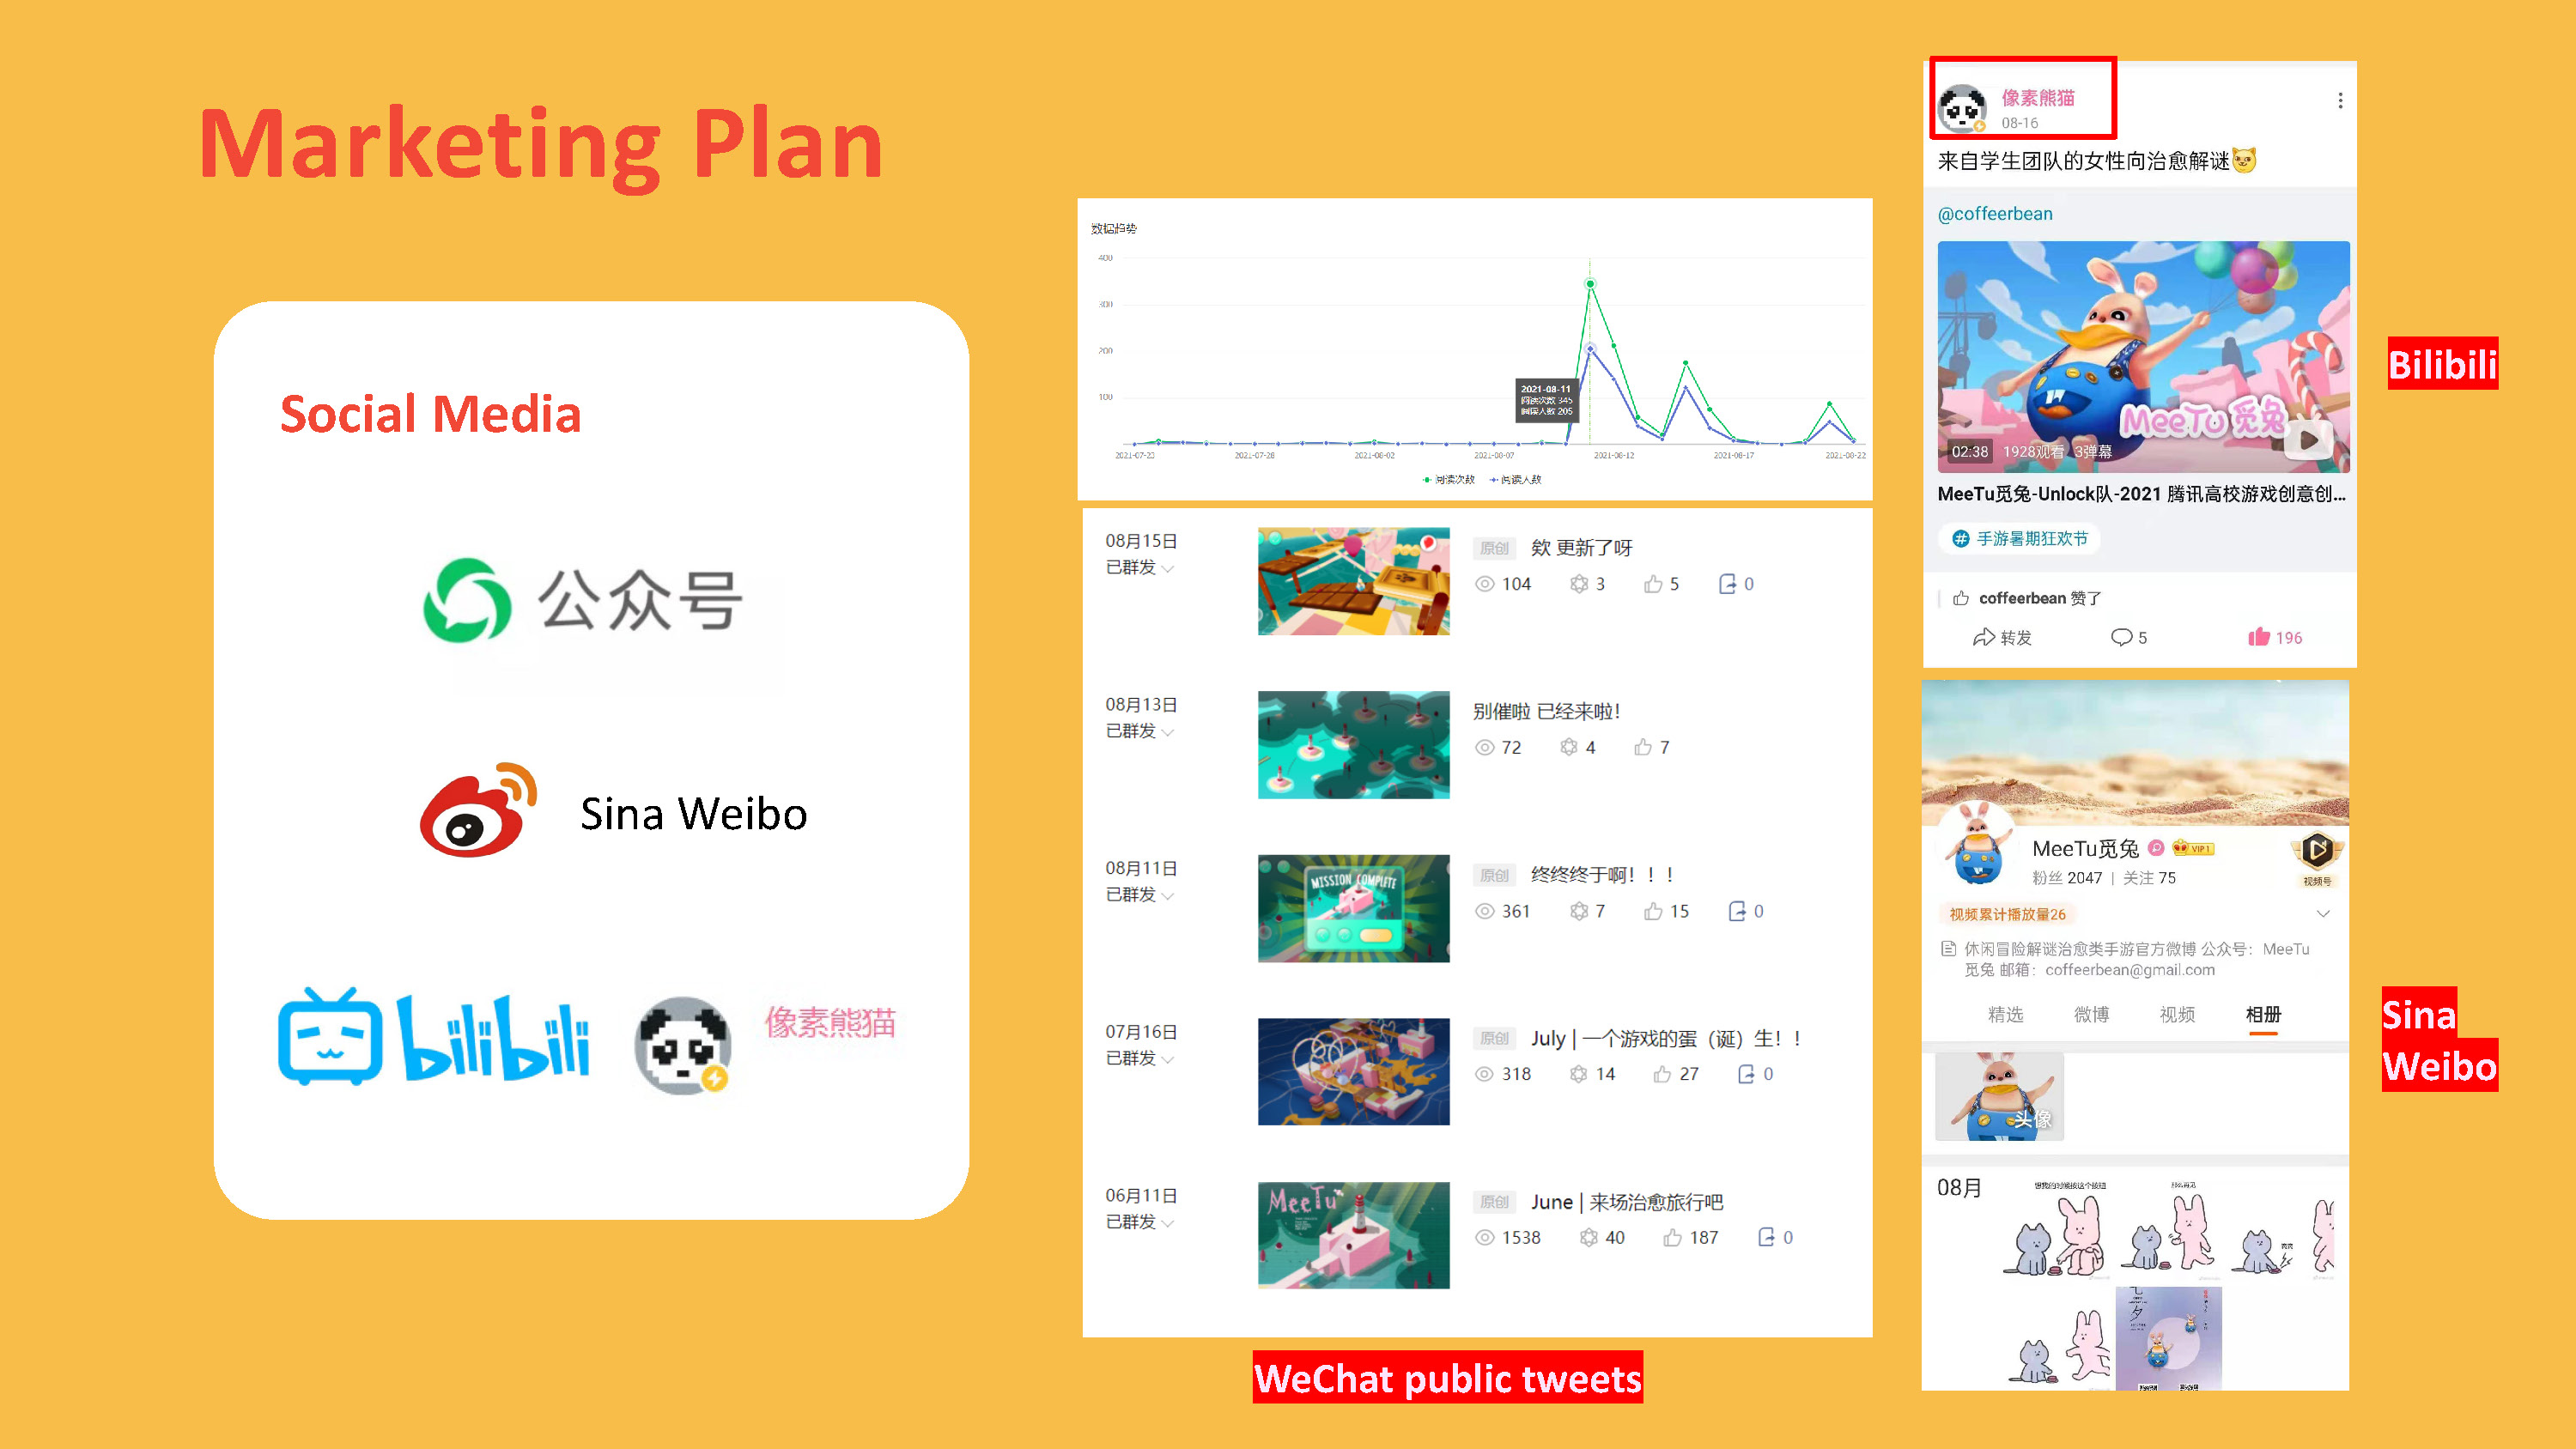 Marketing Plan
Social Media
公众号
Sina Weibo
bilibili
像素熊猫
数据趋势
400
300
200
100
2021-08-11
阅读次数 345
阅读人数 205
2021-07-23
2021-07-28
2021-08-02
2021-08-07
2021-08-12
2021-08-17
2021-08-22
阅读次数
阅读人数
08月15日
已群发
原创 欸 更新了呀
104 3 5 0
08月13日
已群发
别催啦 已经来啦！
72 4 7
08月11日
已群发
MISSION COMPLETE
原创 终终终于啊！！！
361 7 15 0
07月16日
已群发
原创 July | 一个游戏的蛋（诞）生！！
318 14 27 0
06月11日
已群发
MeeTu
原创 June | 来场治愈旅行吧
1538 40 187 0
WeChat public tweets
像素熊猫
08-16
来自学生团队的女性向治愈解谜
@coffeerbean
MeeTu 觅兔
02:38 1928观看 3弹幕
MeeTu觅兔-Unlock队-2021 腾讯高校游戏创意创...
# 手游暑期狂欢节
coffeerbean 赞了
转发 5 196
Bilibili
MeeTu觅兔 VIP 1
粉丝 2047 | 关注 75
视频号
视频累计播放量26
休闲冒险解谜治愈类手游官方微博 公众号：MeeTu
觅兔 邮箱：coffeerbean@gmail.com
精选 微博 视频 相册
头像
08月
七夕
Sina
Weibo